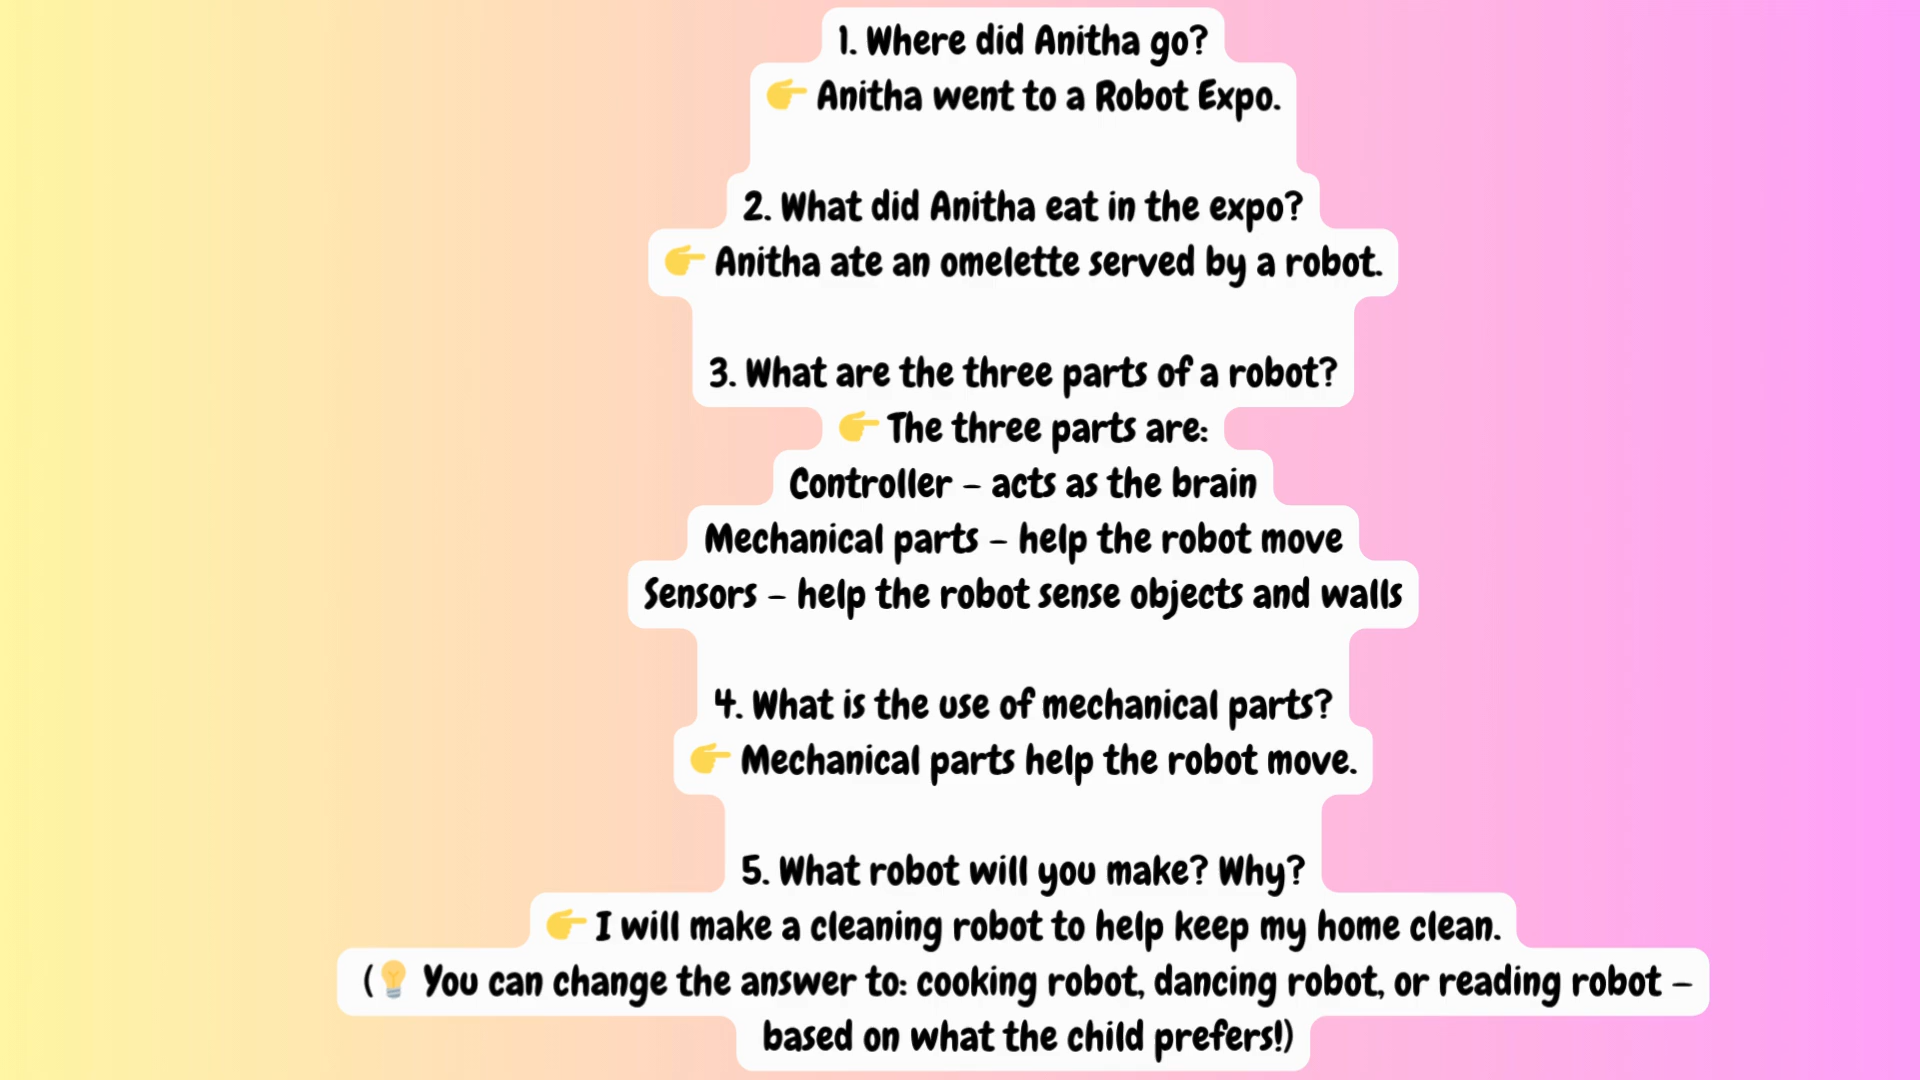 1. Where did Anitha go?
👉 Anitha went to a Robot Expo.
2. What did Anitha eat in the expo?
👉 Anitha ate an omelette served by a robot.
3. What are the three parts of a robot?
👉 The three parts are:
Controller – acts as the brain
Mechanical parts – help the robot move
Sensors – help the robot sense objects and walls
4. What is the use of mechanical parts?
👉 Mechanical parts help the robot move.
5. What robot will you make? Why?
👉 I will make a cleaning robot to help keep my home clean.
(💡 You can change the answer to: cooking robot, dancing robot, or reading robot –
based on what the child prefers!)